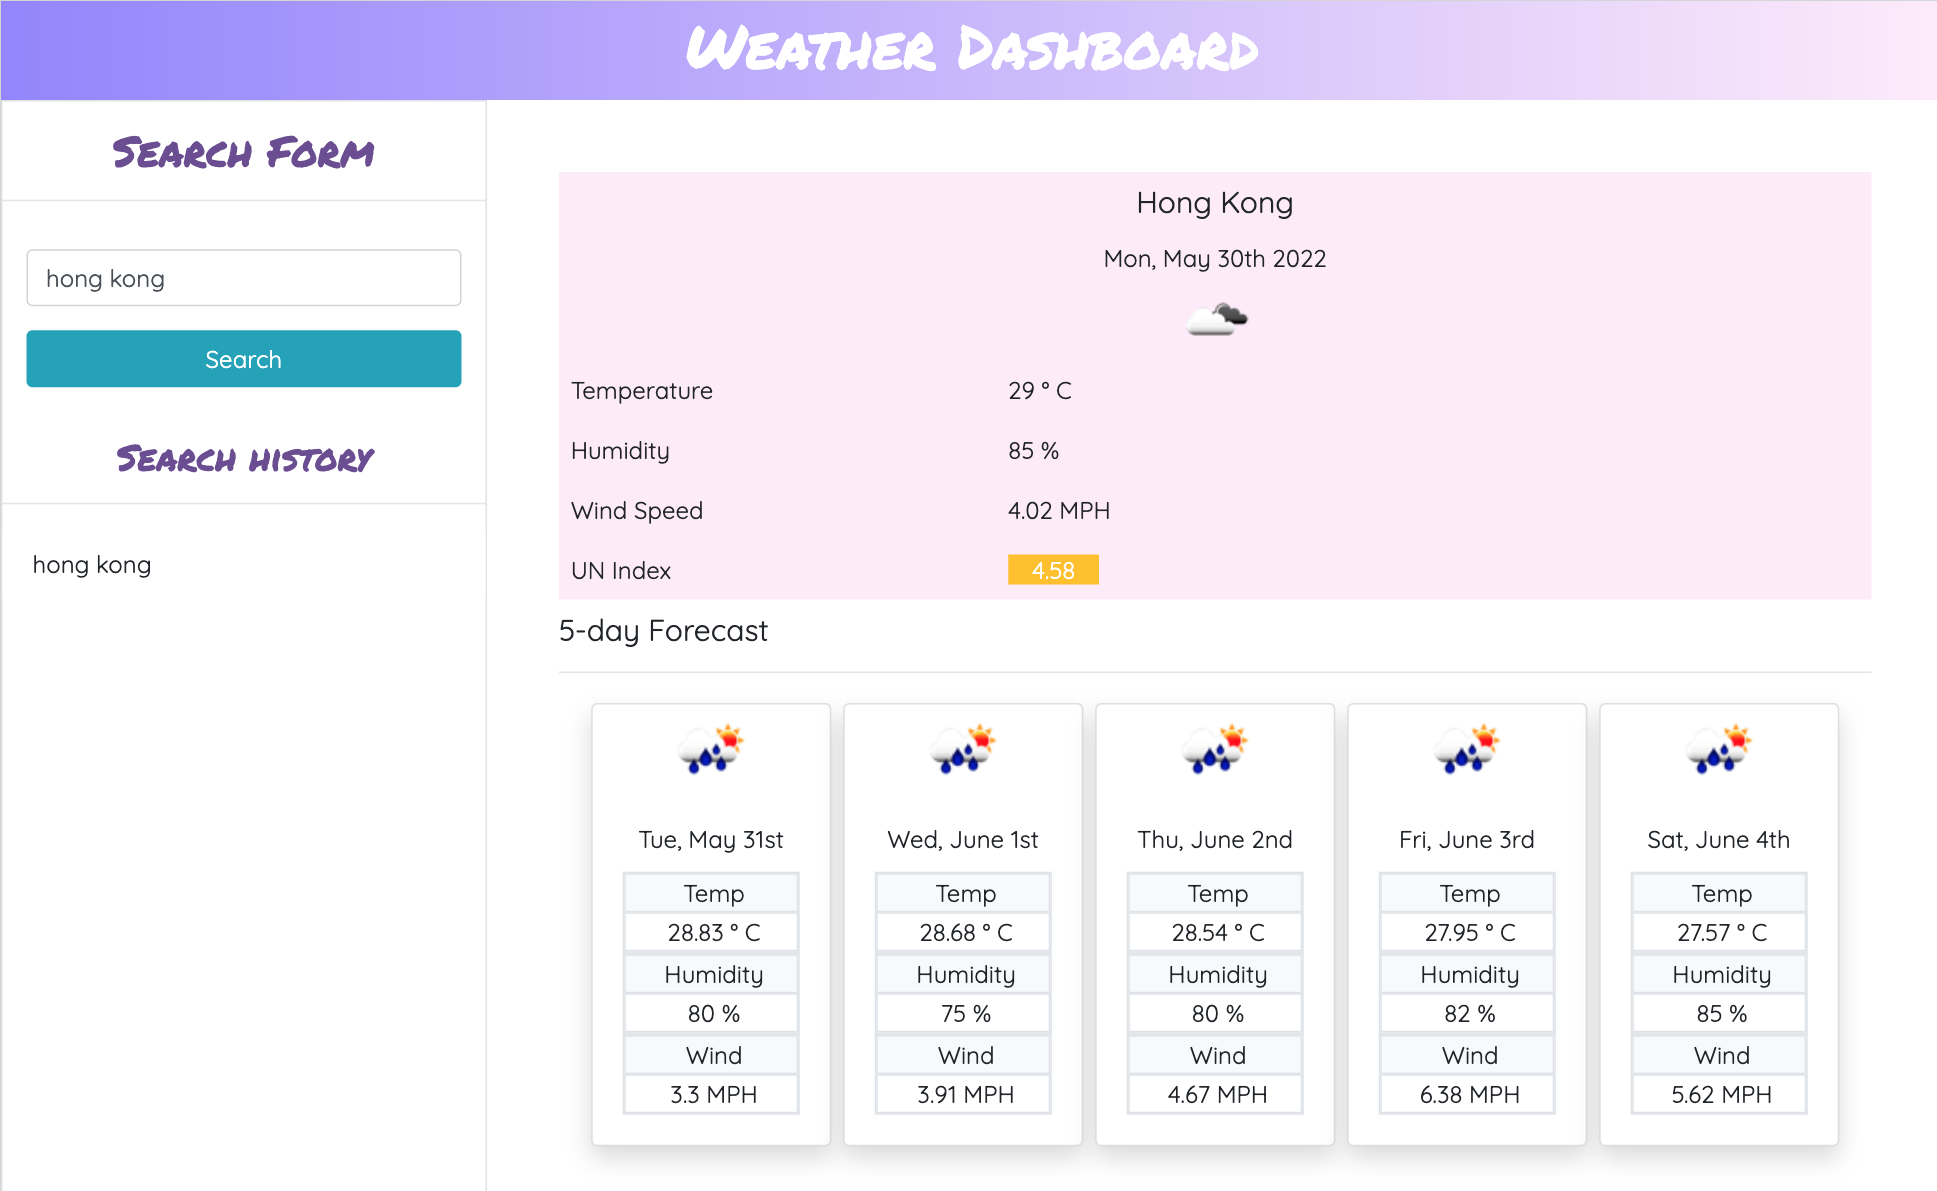 Weather Dashboard
Search Form
hong kong
Search
Search history
hong kong
Hong Kong
Mon, May 30th 2022
Temperature 29 ° C
Humidity 85 %
Wind Speed 4.02 MPH
UN Index 4.58
5-day Forecast
Tue, May 31st
Temp
28.83 ° C
Humidity
80 %
Wind
3.3 MPH
Wed, June 1st
Temp
28.68 ° C
Humidity
75 %
Wind
3.91 MPH
Thu, June 2nd
Temp
28.54 ° C
Humidity
80 %
Wind
4.67 MPH
Fri, June 3rd
Temp
27.95 ° C
Humidity
82 %
Wind
6.38 MPH
Sat, June 4th
Temp
27.57 ° C
Humidity
85 %
Wind
5.62 MPH